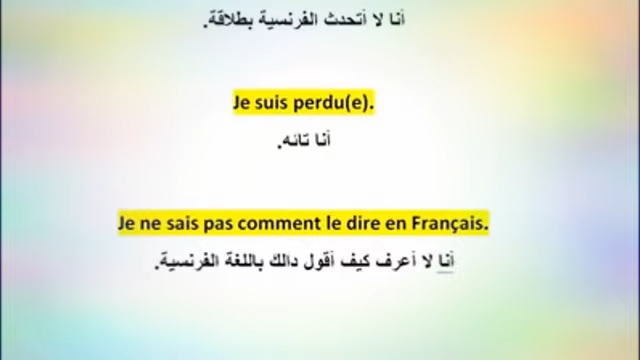 أنا لا أتحدث الفرنسية بطلاقة.
Je suis perdu(e).
أنا تائه.
Je ne sais pas comment le dire en Français.
أنا لا أعرف كيف أقول دالك باللغة الفرنسية.